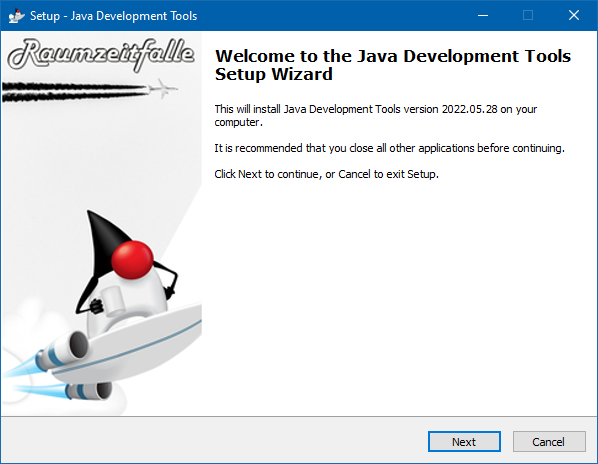 Setup - Java Development Tools
Raumzeitfalle
Welcome to the Java Development Tools
Setup Wizard
This will install Java Development Tools version 2022.05.28 on your
computer.
It is recommended that you close all other applications before continuing.
Click Next to continue, or Cancel to exit Setup.
Next
Cancel